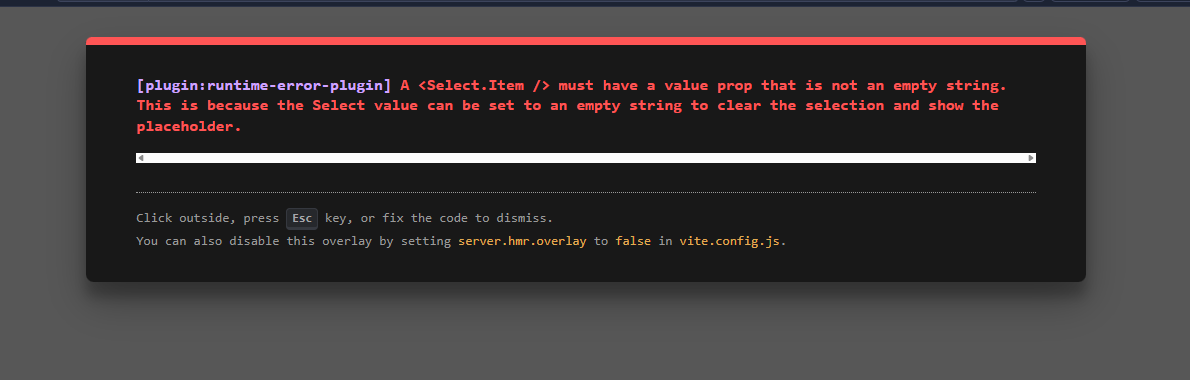 [plugin:runtime-error-plugin] A <Select.Item /> must have a value prop that is not an empty string.
This is because the Select value can be set to an empty string to clear the selection and show the
placeholder.
Click outside, press Esc key, or fix the code to dismiss.
You can also disable this overlay by setting server.hmr.overlay to false in vite.config.js.